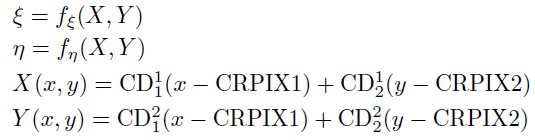 ξ = f_ξ(X, Y)
η = f_η(X, Y)
X(x, y) = CD^1_1(x − CRPIX1) + CD^1_2(y − CRPIX2)
Y(x, y) = CD^2_1(x − CRPIX1) + CD^2_2(y − CRPIX2)